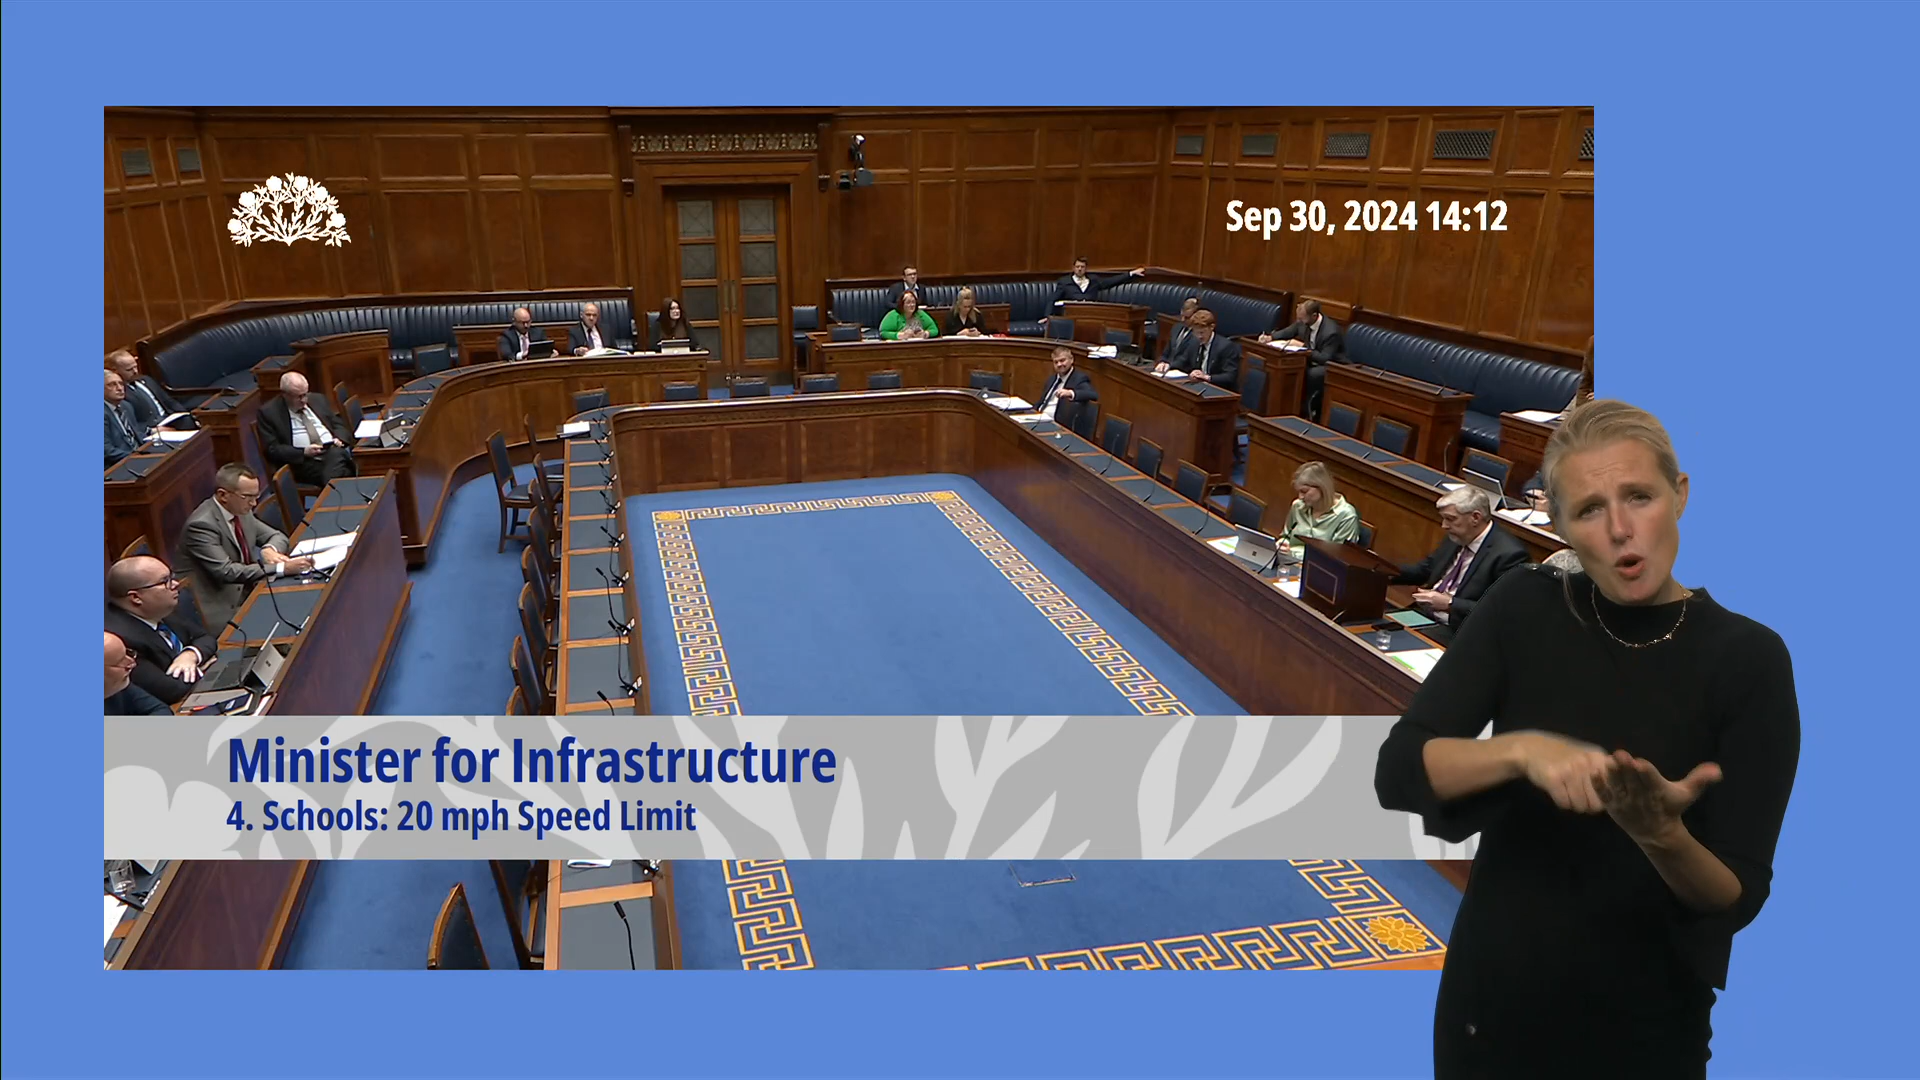 Sep 30, 2024 14:12
Minister for Infrastructure
4. Schools: 20 mph Speed Limit